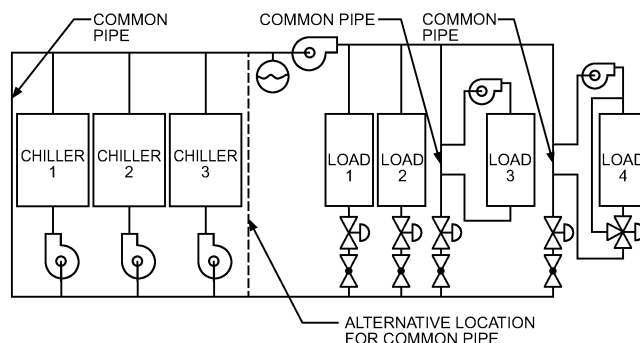 COMMON
PIPE
COMMON PIPE
COMMON
PIPE
CHILLER
1
CHILLER
2
CHILLER
3
LOAD
1
LOAD
2
LOAD
3
LOAD
4
ALTERNATIVE LOCATION
FOR COMMON PIPE